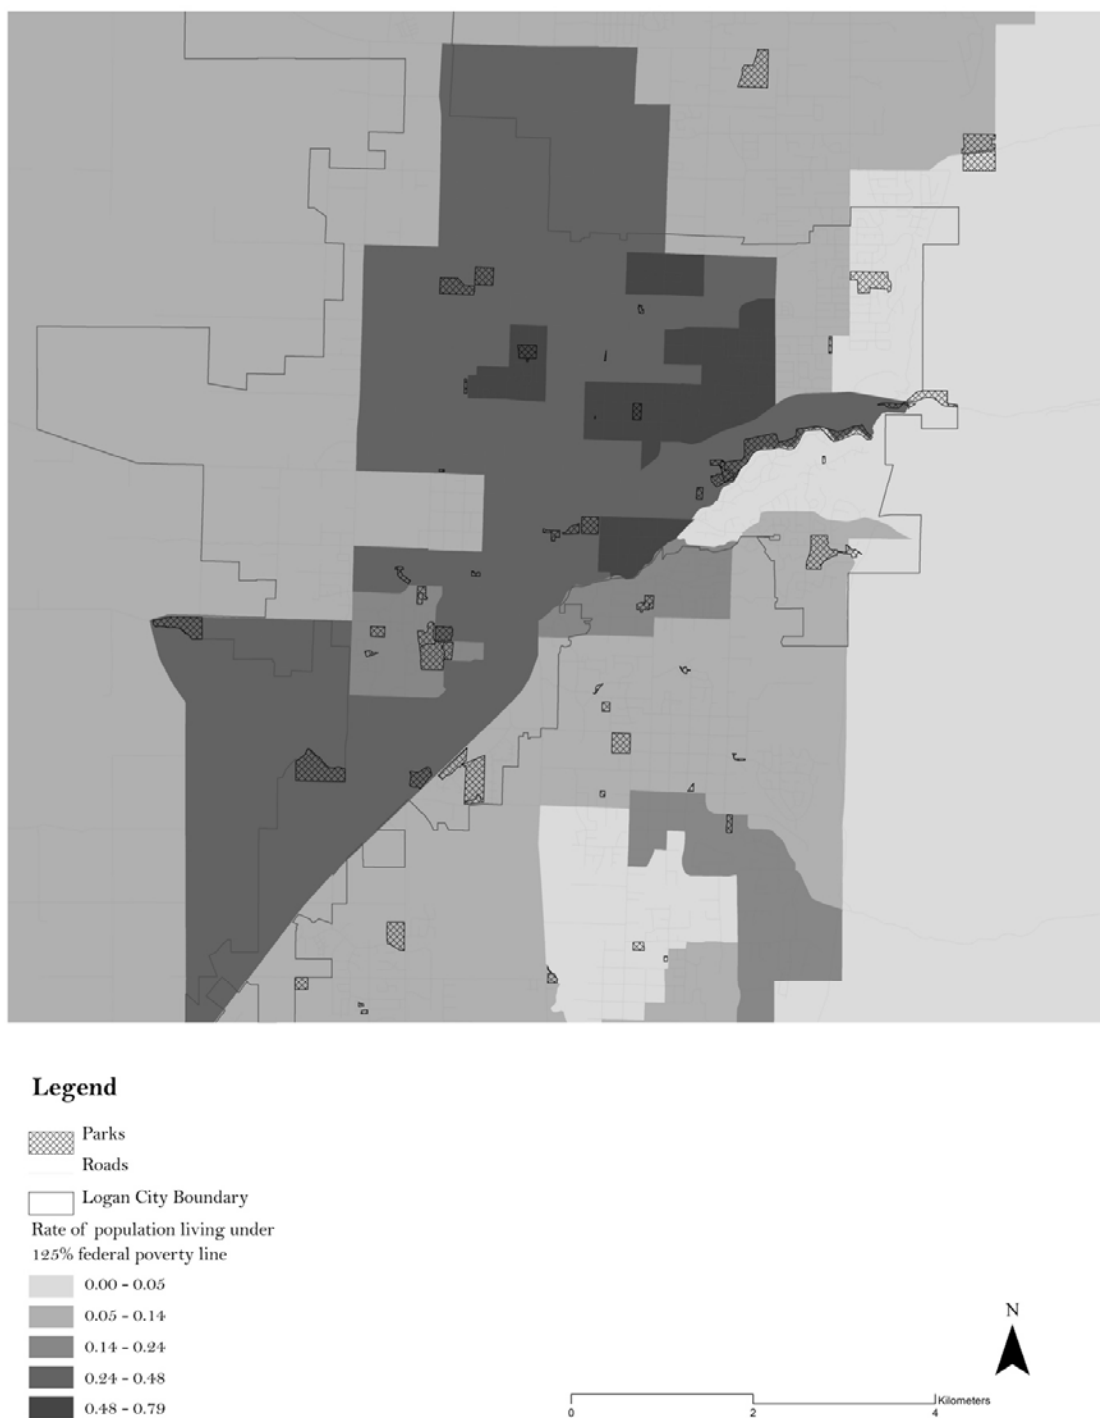 Legend
Parks
Roads
Logan City Boundary
Rate of population living under
125% federal poverty line
0.00 - 0.05
0.05 - 0.14
0.14 - 0.24
0.24 - 0.48
0.48 - 0.79
N
Kilometers
0 2 4